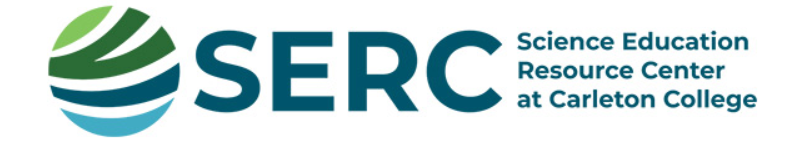 SERC
Science Education
Resource Center
at Carleton College